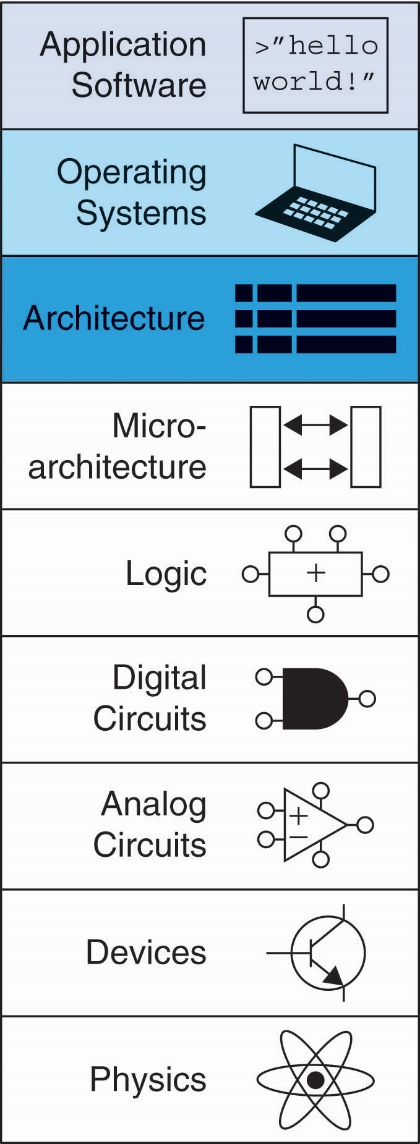 Application
Software
>"hello
world!"
Operating
Systems
Architecture
Micro-
architecture
Logic
+
Digital
Circuits
Analog
Circuits
+
−
Devices
Physics